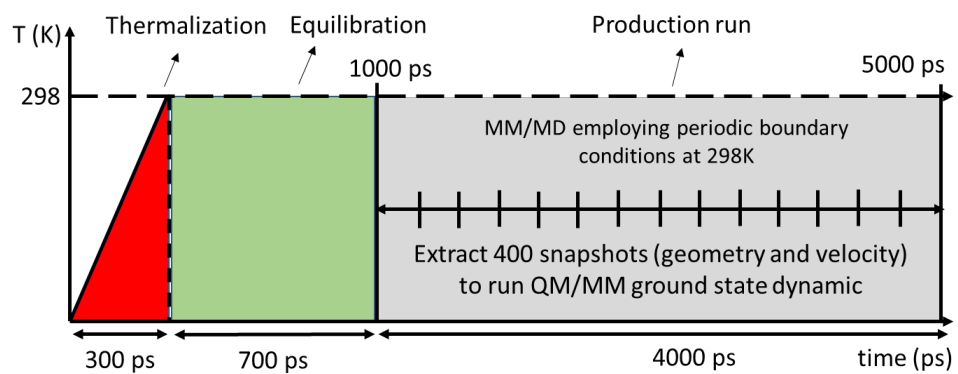 Thermalization
Equilibration
Production run
T (K)
1000 ps
5000 ps
298
MM/MD employing periodic boundary
conditions at 298K
Extract 400 snapshots (geometry and velocity)
to run QM/MM ground state dynamic
300 ps
700 ps
4000 ps
time (ps)